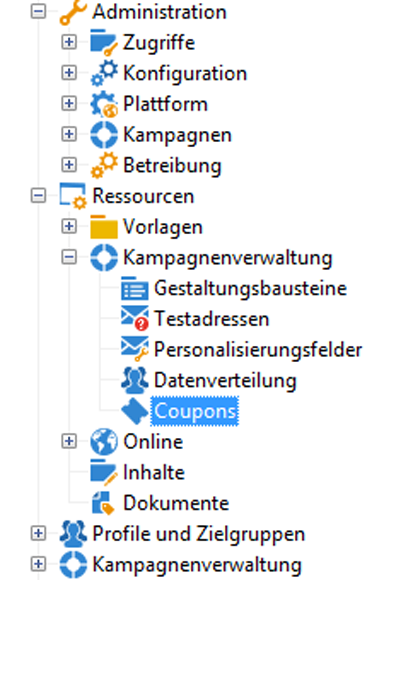 Administration
Zugriffe
Konfiguration
Plattform
Kampagnen
Betreibung
Ressourcen
Vorlagen
Kampagnenverwaltung
Gestaltungsbausteine
Testadressen
Personalisierungsfelder
Datenverteilung
Coupons
Online
Inhalte
Dokumente
Profile und Zielgruppen
Kampagnenverwaltung